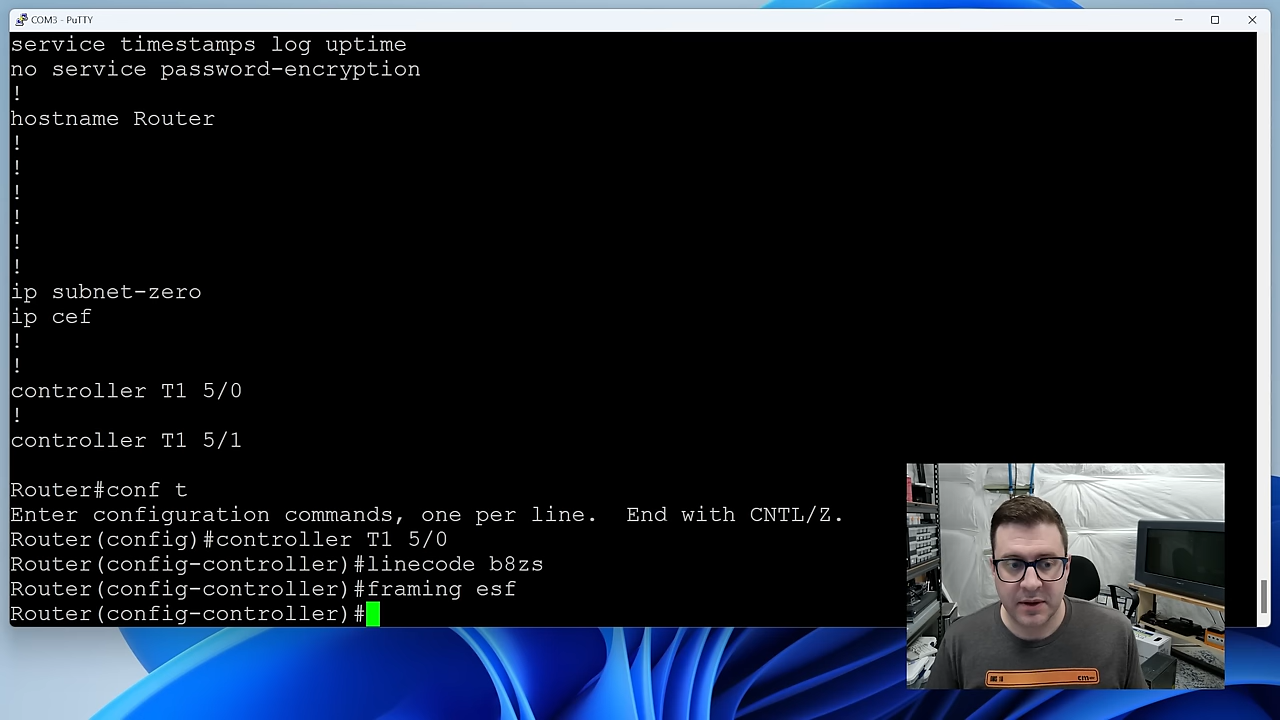 COM3 - PuTTY
service timestamps log uptime
no service password-encryption
!
hostname Router
!
!
!
!
!
!
ip subnet-zero
ip cef
!
!
controller T1 5/0
!
controller T1 5/1
Router#conf t
Enter configuration commands, one per line.  End with CNTL/Z.
Router(config)#controller T1 5/0
Router(config-controller)#linecode b8zs
Router(config-controller)#framing esf
Router(config-controller)#